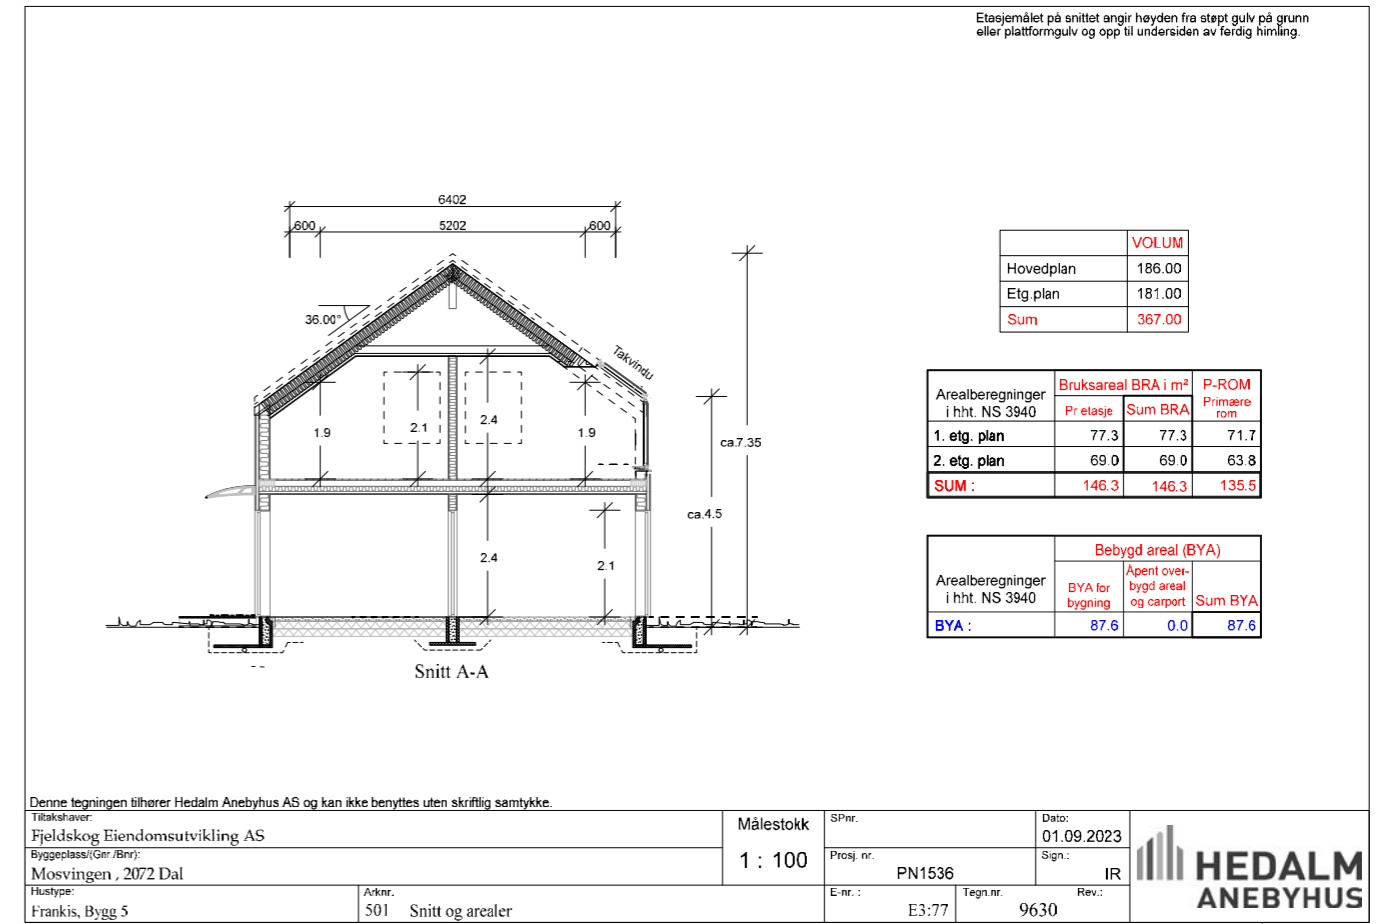 Etasjemålet på snittet angir høyden fra støpt gulv på grunn
eller plattformgulv og opp til undersiden av ferdig himling.
6402
600 5202 600
36.00°
Takvindu
2.4
2.1
1.9
1.9
ca.7.35
ca.4.5
2.4
2.1
Snitt A-A
VOLUM
Hovedplan 186.00
Etg.plan 181.00
Sum 367.00
Arealberegninger
i hht. NS 3940
Bruksareal BRA i m²
P-ROM
Primære
rom
Pr etasje Sum BRA
1. etg. plan 77.3 77.3 71.7
2. etg. plan 69.0 69.0 63.8
SUM : 146.3 146.3 135.5
Arealberegninger
i hht. NS 3940
Bebygd areal (BYA)
BYA for
bygning
Åpent over-
bygd areal
og carport
Sum BYA
BYA : 87.6 0.0 87.6
Denne tegningen tilhører Hedalm Anebyhus AS og kan ikke benyttes uten skriftlig samtykke.
Tiltakshaver:
Fjeldskog Eiendomsutvikling AS
Byggeplass/(Gnr./Bnr):
Mosvingen , 2072 Dal
Hustype:
Frankis, Bygg 5
Arknr.
501 Snitt og arealer
Målestokk
1 : 100
SPnr.
Dato:
01.09.2023
Prosj. nr.
PN1536
Sign.:
IR
E-nr. :
E3:77
Tegn.nr.
9630
Rev.:
HEDALM
ANEBYHUS